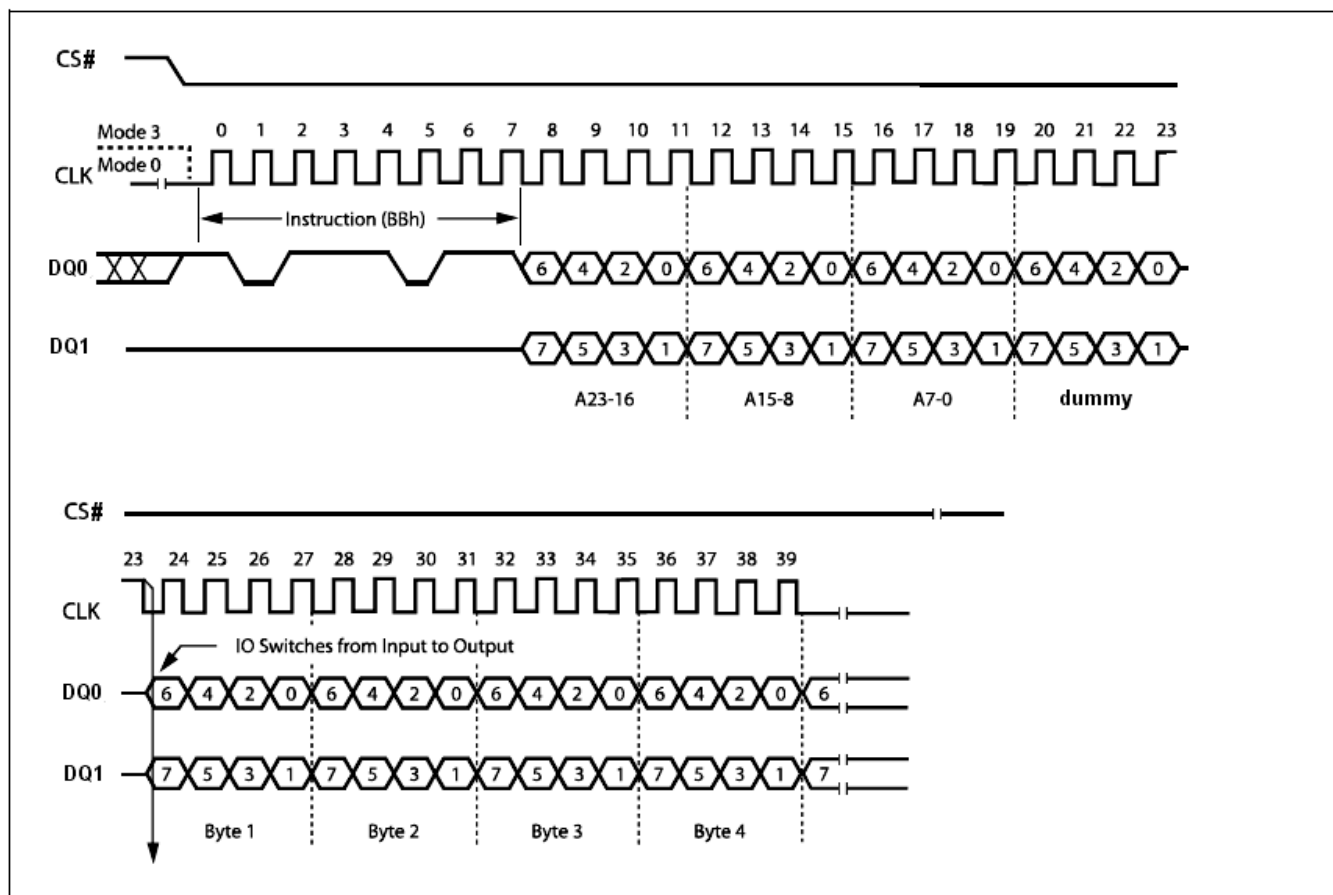 CS#
Mode 3
0 1 2 3 4 5 6 7 8 9 10 11 12 13 14 15 16 17 18 19 20 21 22 23
Mode 0
CLK
Instruction (BBh)
DQ0 6 4 2 0 6 4 2 0 6 4 2 0 6 4 2 0
DQ1 7 5 3 1 7 5 3 1 7 5 3 1 7 5 3 1
A23-16 A15-8 A7-0 dummy
CS#
23 24 25 26 27 28 29 30 31 32 33 34 35 36 37 38 39
CLK
IO Switches from Input to Output
DQ0 6 4 2 0 6 4 2 0 6 4 2 0 6 4 2 0 6
DQ1 7 5 3 1 7 5 3 1 7 5 3 1 7 5 3 1 7
Byte 1 Byte 2 Byte 3 Byte 4